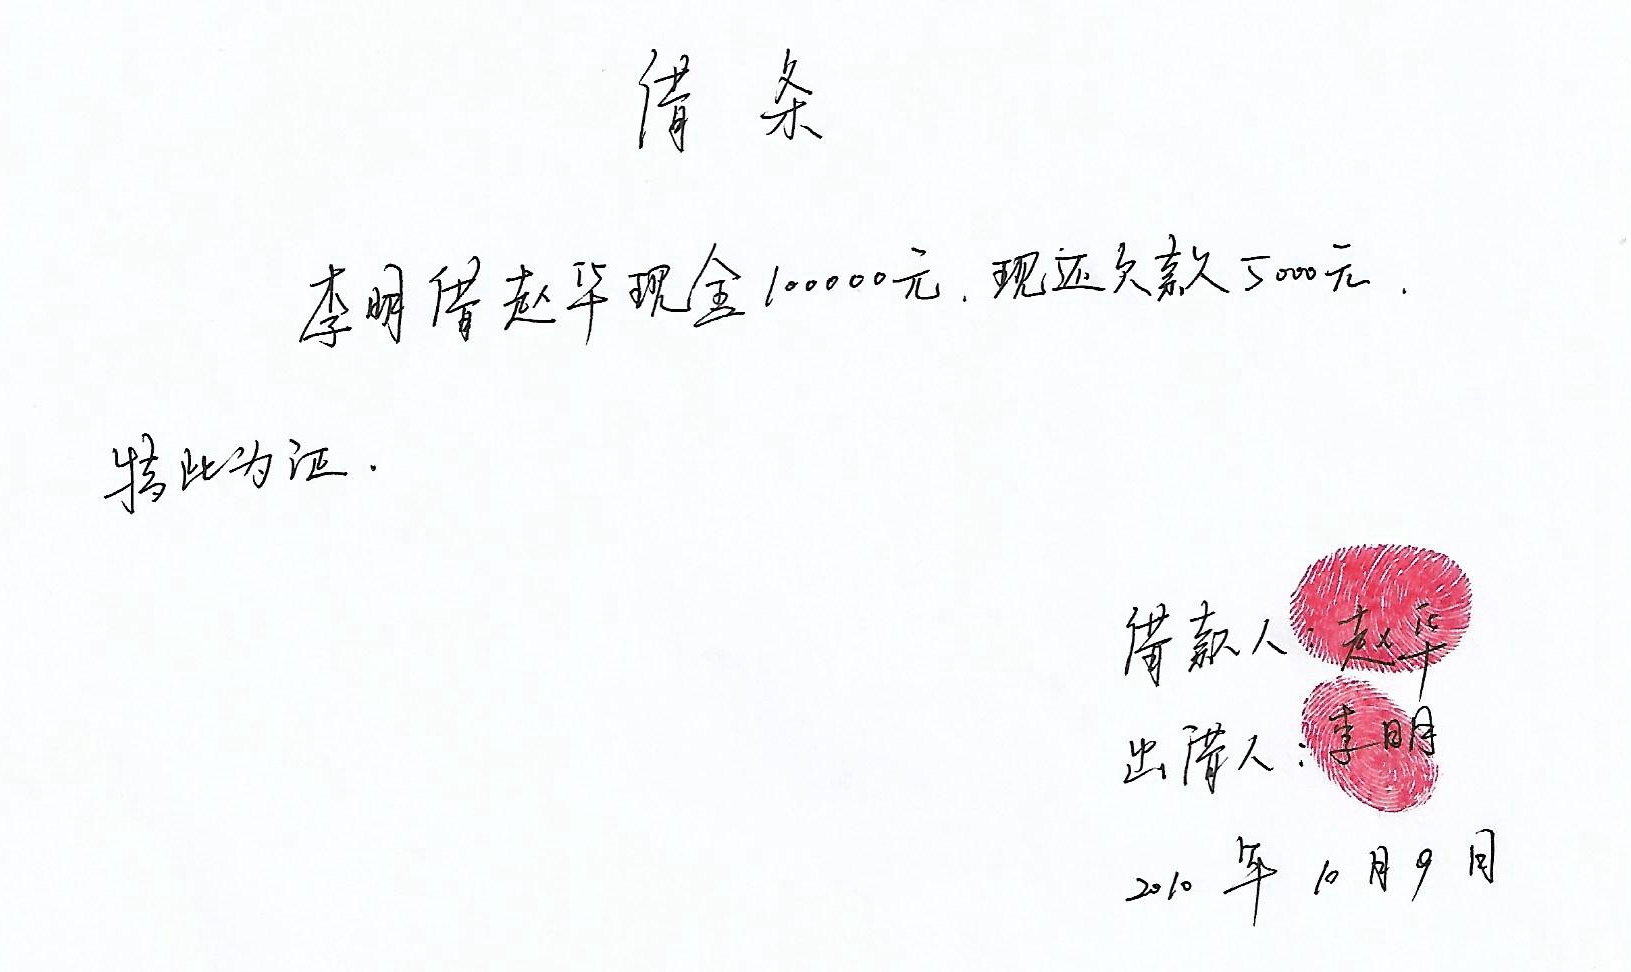 借条
李明借赵华现金100000元.现还欠款5000元.
特此为证.
借款人:赵华
出借人:李明
2010年10月9日